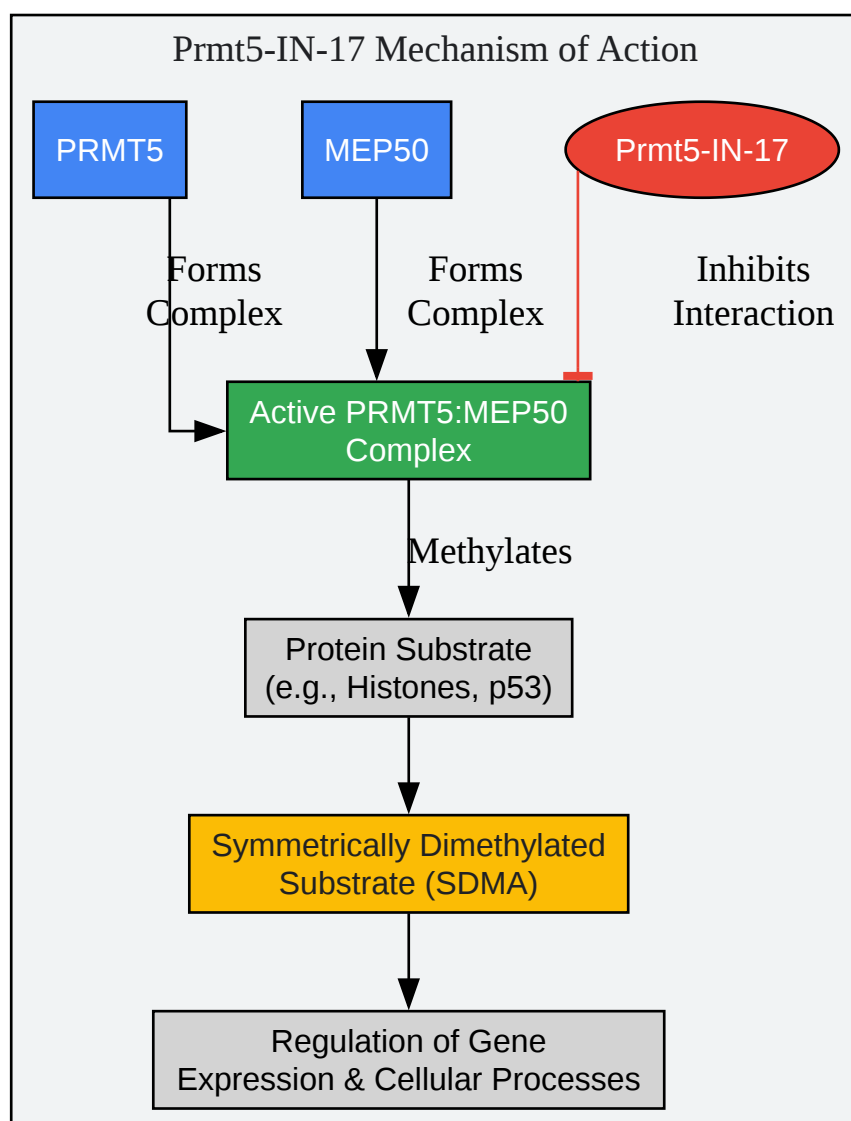 Prmt5-IN-17 Mechanism of Action
PRMT5
MEP50
Prmt5-IN-17
Forms
Complex
Forms
Complex
Inhibits
Interaction
Active PRMT5:MEP50
Complex
Methylates
Protein Substrate
(e.g., Histones, p53)
Symmetrically Dimethylated
Substrate (SDMA)
Regulation of Gene
Expression & Cellular Processes